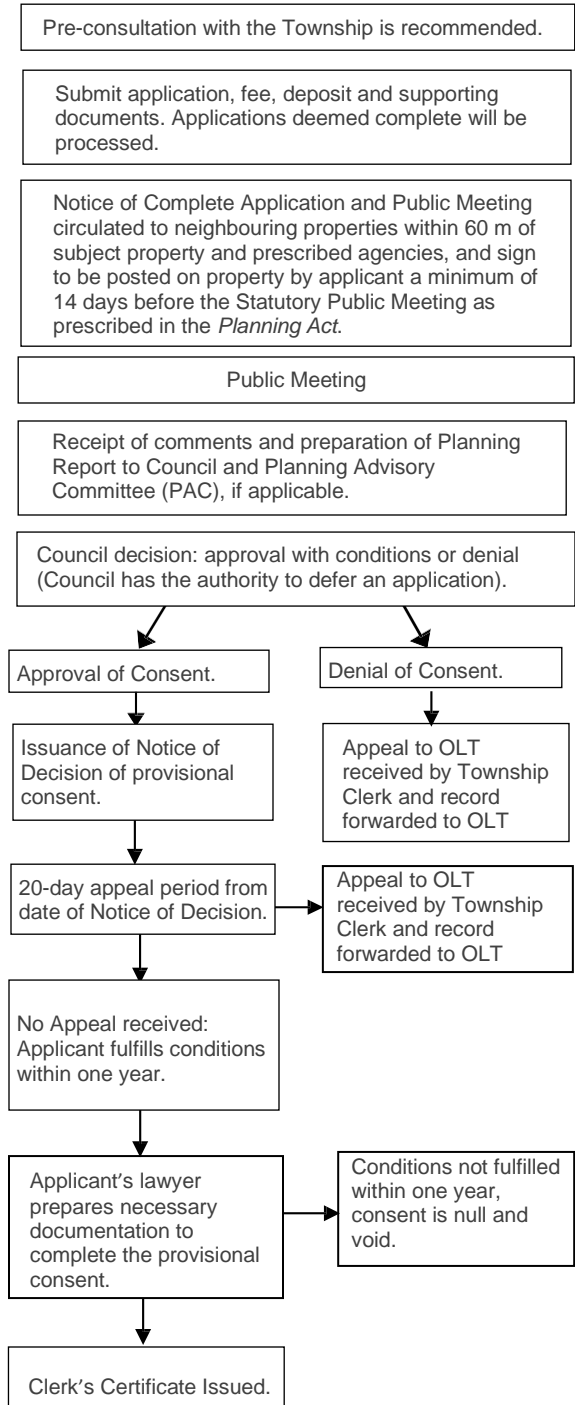 Pre-consultation with the Township is recommended.
Submit application, fee, deposit and supporting
documents. Applications deemed complete will be
processed.
Notice of Complete Application and Public Meeting
circulated to neighbouring properties within 60 m of
subject property and prescribed agencies, and sign
to be posted on property by applicant a minimum of
14 days before the Statutory Public Meeting as
prescribed in the Planning Act.
Public Meeting
Receipt of comments and preparation of Planning
Report to Council and Planning Advisory
Committee (PAC), if applicable.
Council decision: approval with conditions or denial
(Council has the authority to defer an application).
Approval of Consent.
Denial of Consent.
Issuance of Notice of
Decision of provisional
consent.
Appeal to OLT
received by Township
Clerk and record
forwarded to OLT
20-day appeal period from
date of Notice of Decision.
Appeal to OLT
received by Township
Clerk and record
forwarded to OLT
No Appeal received:
Applicant fulfills conditions
within one year.
Applicant's lawyer
prepares necessary
documentation to
complete the provisional
consent.
Conditions not fulfilled
within one year,
consent is null and
void.
Clerk's Certificate Issued.